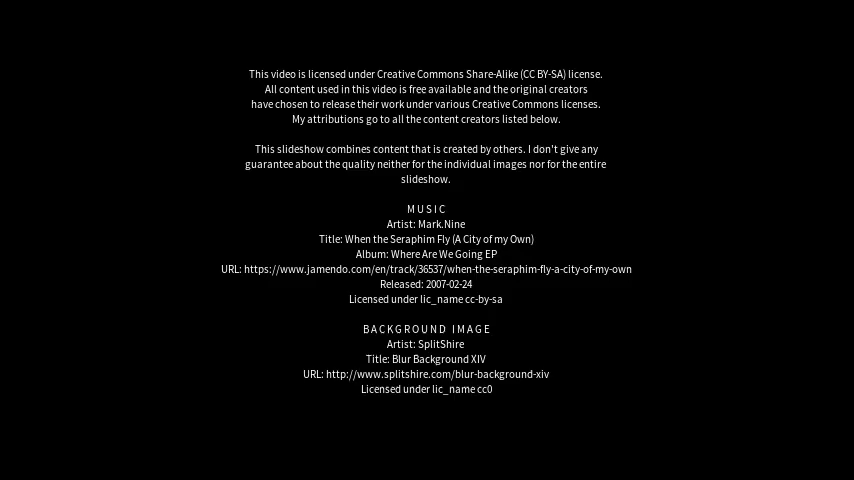 This video is licensed under Creative Commons Share-Alike (CC BY-SA) license.
All content used in this video is free available and the original creators
have chosen to release their work under various Creative Commons licenses.
My attributions go to all the content creators listed below.
This slideshow combines content that is created by others. I don't give any
guarantee about the quality neither for the individual images nor for the entire
slideshow.
MUSIC
Artist: Mark.Nine
Title: When the Seraphim Fly (A City of my Own)
Album: Where Are We Going EP
URL: https://www.jamendo.com/en/track/36537/when-the-seraphim-fly-a-city-of-my-own
Released: 2007-02-24
Licensed under lic_name cc-by-sa
BACKGROUND IMAGE
Artist: SplitShire
Title: Blur Background XIV
URL: http://www.splitshire.com/blur-background-xiv
Licensed under lic_name cc0